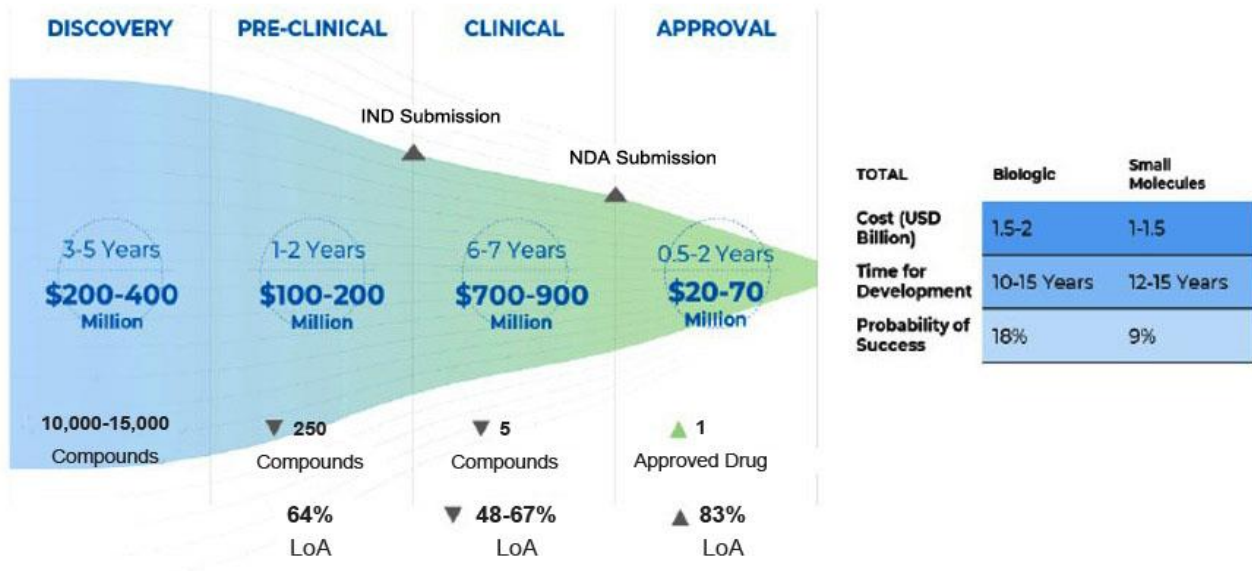 DISCOVERY
PRE-CLINICAL
CLINICAL
APPROVAL
IND Submission
NDA Submission
3-5 Years
$200-400
Million
1-2 Years
$100-200
Million
6-7 Years
$700-900
Million
0.5-2 Years
$20-70
Million
10,000-15,000
Compounds
▼ 250
Compounds
▼ 5
Compounds
▲ 1
Approved Drug
64%
LoA
▼ 48-67%
LoA
▲ 83%
LoA
TOTAL
Biologic
Small
Molecules
Cost (USD
Billion)
1.5-2
1-1.5
Time for
Development
10-15 Years
12-15 Years
Probability of
Success
18%
9%